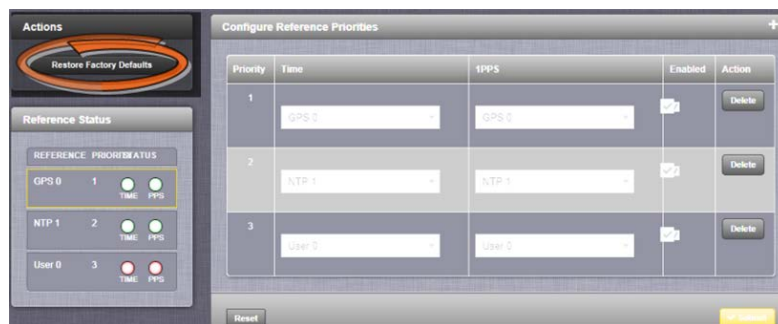 Actions
Restore Factory Defaults
Reference Status
REFERENCE PRIORITY STATUS
GPS 0 1 TIME PPS
NTP 1 2 TIME PPS
User 0 3 TIME PPS
Configure Reference Priorities
Priority Time 1PPS Enabled Action
1 GPS 0 GPS 0 Delete
2 NTP 1 NTP 1 Delete
3 User 0 User 0 Delete
Reset Submit